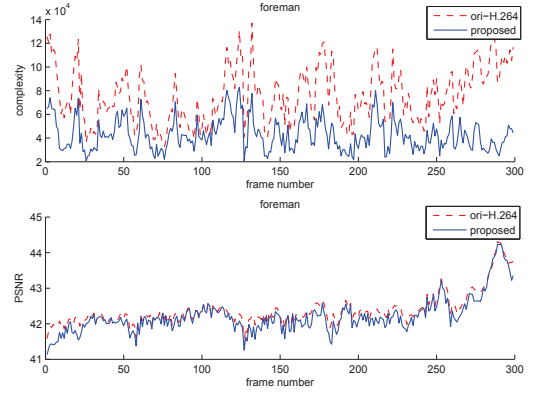 x 10^4
foreman
14
12
10
8
6
4
2
complexity
ori-H.264
proposed
0 50 100 150 200 250 300
frame number
foreman
45
44
43
42
41
PSNR
ori-H.264
proposed
0 50 100 150 200 250 300
frame number